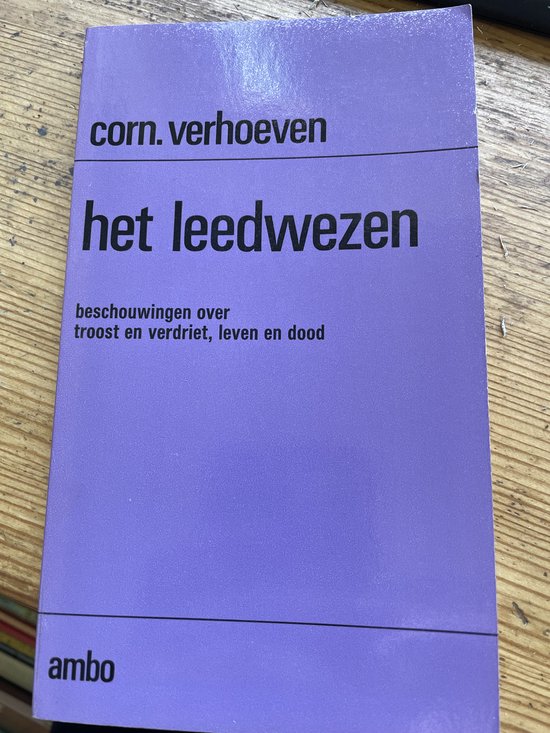 corn. verhoeven
het leedwezen
beschouwingen over
troost en verdriet, leven en dood
ambo